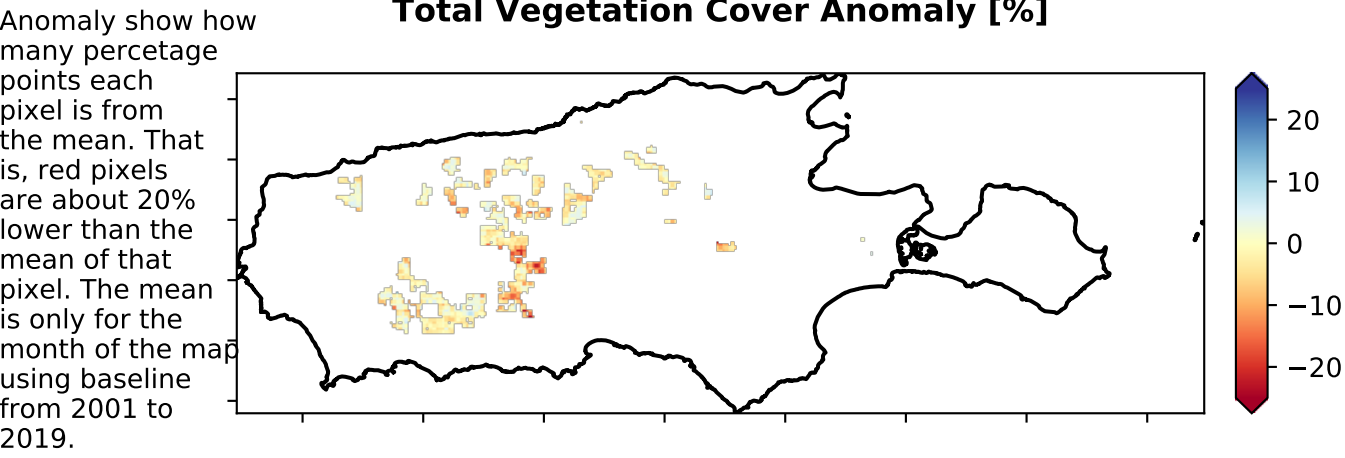 Total Vegetation Cover Anomaly [%]
Anomaly show how
many percetage
points each
pixel is from
the mean. That
is, red pixels
are about 20%
lower than the
mean of that
pixel. The mean
is only for the
month of the map
using baseline
from 2001 to
2019.
20
10
0
−10
−20